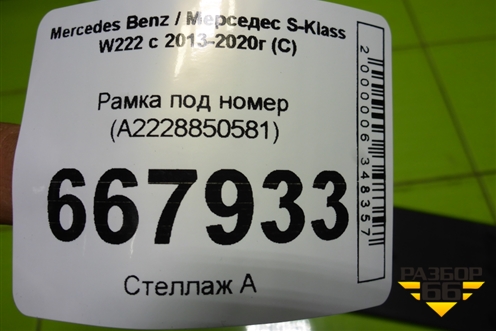 Mercedes Benz / Мерседес S-Klass
W222 с 2013-2020г (С)
Рамка под номер
(A2228850581)
667933
Стеллаж А
2000006348357
РАЗБОР
66